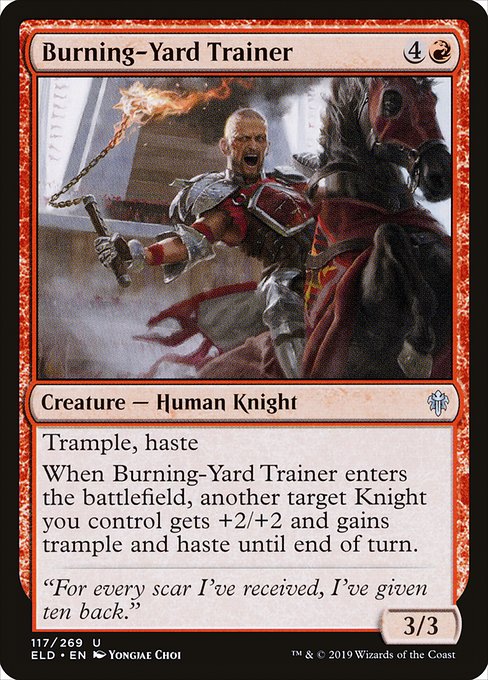 Burning-Yard Trainer 4
Creature — Human Knight
Trample, haste
When Burning-Yard Trainer enters
the battlefield, another target Knight
you control gets +2/+2 and gains
trample and haste until end of turn.
“For every scar I’ve received, I’ve given
ten back.”
3/3
117/269 U
ELD • EN Yongjae Choi
™ & © 2019 Wizards of the Coast